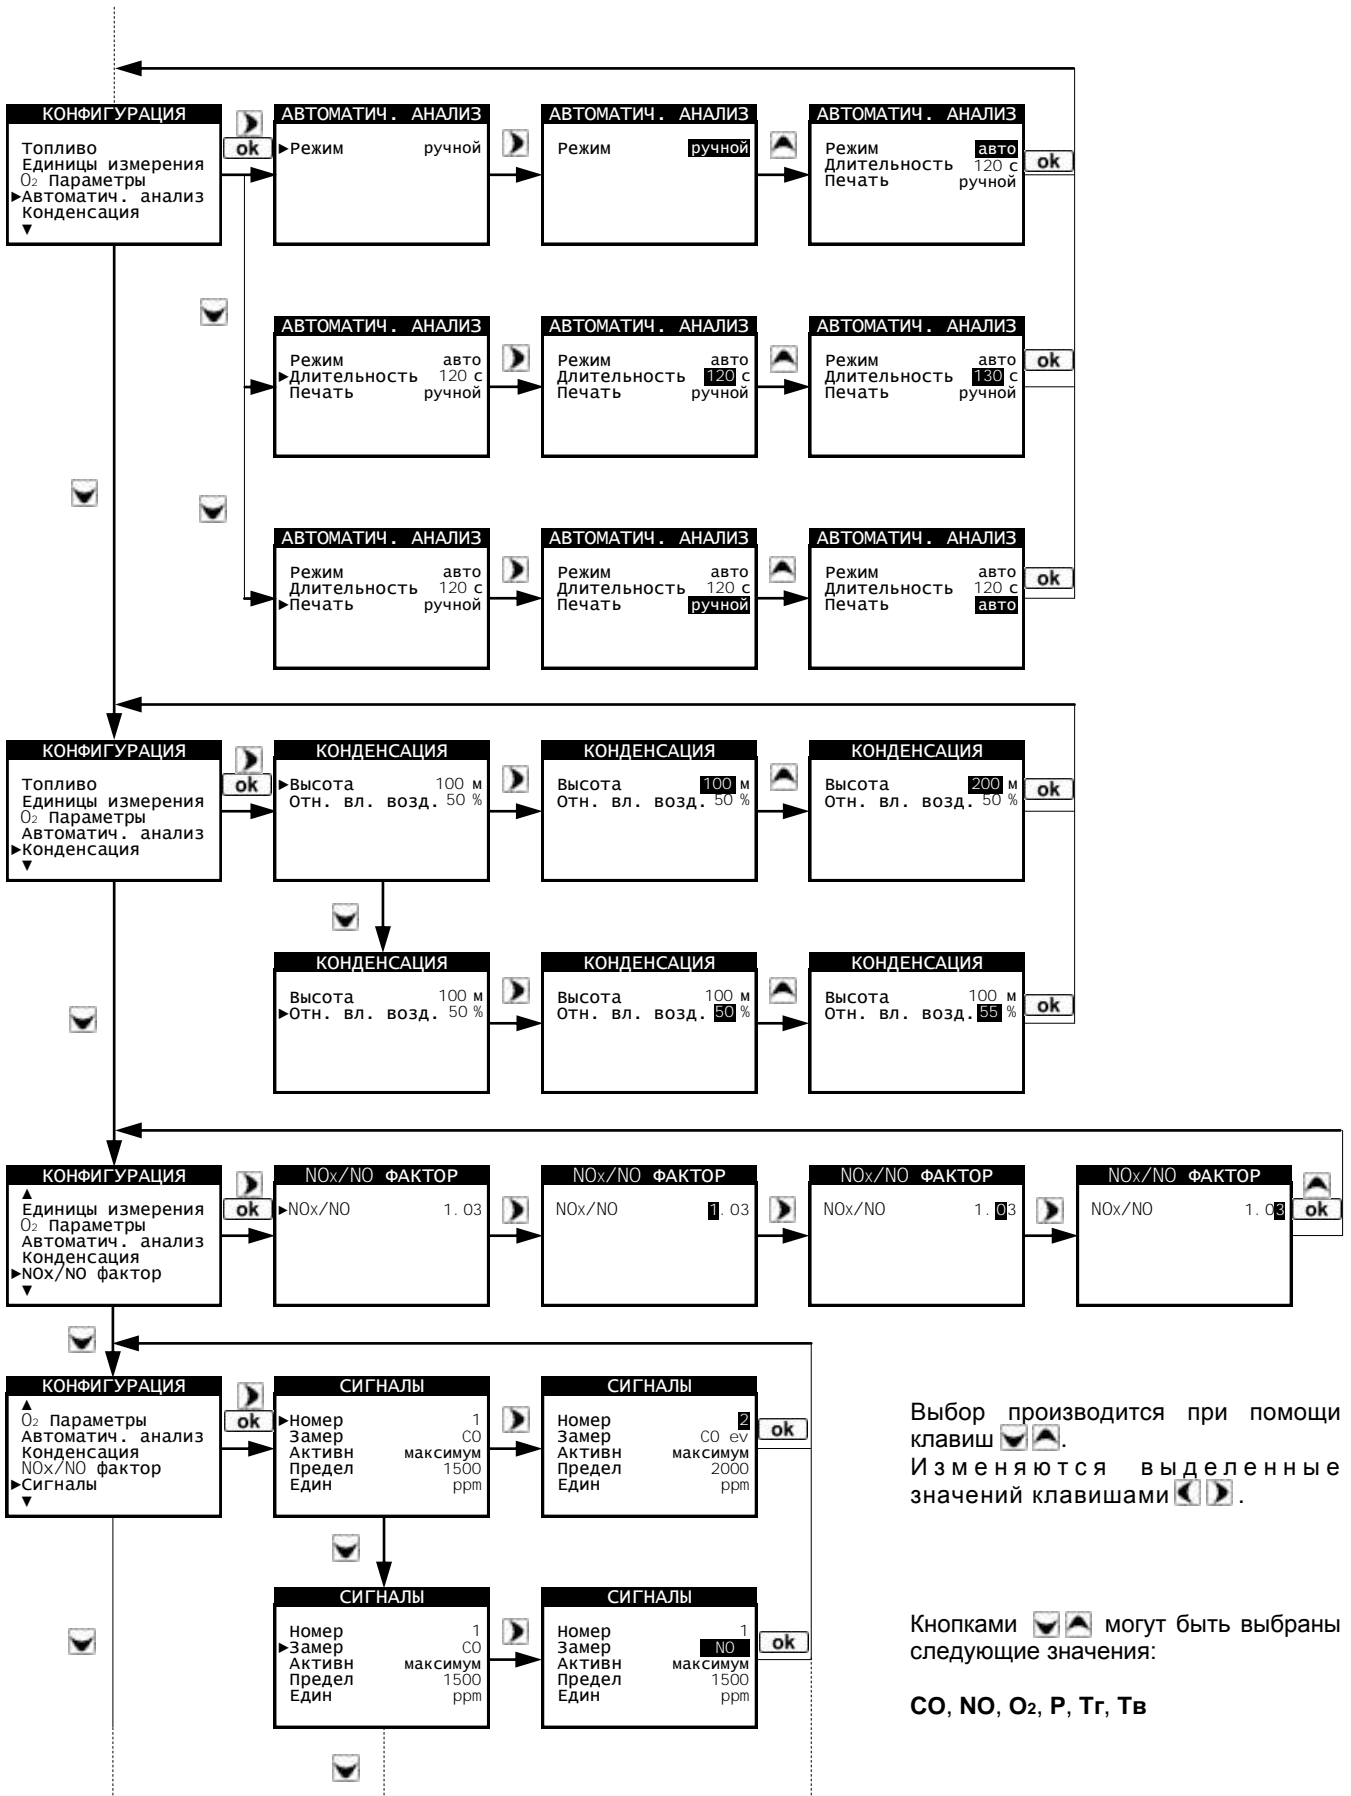 КОНФИГУРАЦИЯ
Топливо
Единицы измерения
O₂ Параметры
▶Автоматич. анализ
Конденсация
▼
ok
АВТОМАТИЧ. АНАЛИЗ
▶Режим ручной
АВТОМАТИЧ. АНАЛИЗ
Режим ручной
АВТОМАТИЧ. АНАЛИЗ
Режим авто
Длительность 120 с
Печать ручной
ok
АВТОМАТИЧ. АНАЛИЗ
Режим авто
▶Длительность 120 с
Печать ручной
АВТОМАТИЧ. АНАЛИЗ
Режим авто
Длительность 120 с
Печать ручной
АВТОМАТИЧ. АНАЛИЗ
Режим авто
Длительность 130 с
Печать ручной
ok
АВТОМАТИЧ. АНАЛИЗ
Режим авто
Длительность 120 с
▶Печать ручной
АВТОМАТИЧ. АНАЛИЗ
Режим авто
Длительность 120 с
Печать ручной
АВТОМАТИЧ. АНАЛИЗ
Режим авто
Длительность 120 с
Печать авто
ok
КОНФИГУРАЦИЯ
Топливо
Единицы измерения
O₂ Параметры
Автоматич. анализ
▶Конденсация
▼
ok
КОНДЕНСАЦИЯ
▶Высота 100 м
Отн. вл. возд. 50 %
КОНДЕНСАЦИЯ
Высота 100 м
Отн. вл. возд. 50 %
КОНДЕНСАЦИЯ
Высота 200 м
Отн. вл. возд. 50 %
ok
КОНДЕНСАЦИЯ
Высота 100 м
▶Отн. вл. возд. 50 %
КОНДЕНСАЦИЯ
Высота 100 м
Отн. вл. возд. 50 %
КОНДЕНСАЦИЯ
Высота 100 м
Отн. вл. возд. 55 %
ok
КОНФИГУРАЦИЯ
▲
Единицы измерения
O₂ Параметры
Автоматич. анализ
Конденсация
▶NOx/NO фактор
▼
ok
NOx/NO ФАКТОР
▶NOx/NO 1.03
NOx/NO ФАКТОР
NOx/NO 1.03
NOx/NO ФАКТОР
NOx/NO 1.03
NOx/NO ФАКТОР
NOx/NO 1.03
ok
КОНФИГУРАЦИЯ
▲
O₂ Параметры
Автоматич. анализ
Конденсация
NOx/NO фактор
▶Сигналы
▼
ok
СИГНАЛЫ
▶Номер 1
Замер CO
Активн максимум
Предел 1500
Един ppm
СИГНАЛЫ
Номер 2
Замер CO ev
Активн максимум
Предел 2000
Един ppm
ok
Выбор производится при помощи
клавиш .
Изменяются выделенные
значений клавишами .
СИГНАЛЫ
Номер 1
▶Замер CO
Активн максимум
Предел 1500
Един ppm
СИГНАЛЫ
Номер 1
Замер NO
Активн максимум
Предел 1500
Един ppm
ok
Кнопками могут быть выбраны
следующие значения:
CO, NO, O₂, P, Тг, Тв